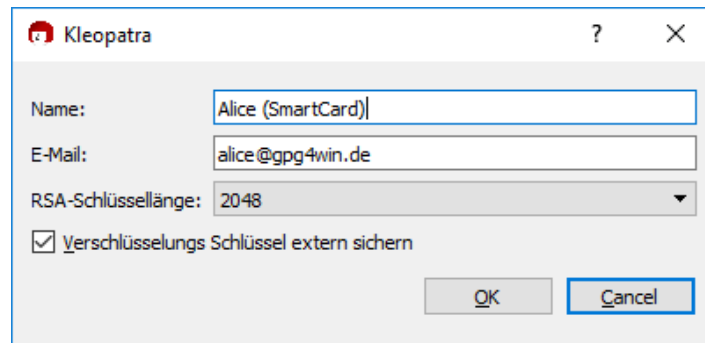 Kleopatra
Name: Alice (SmartCard)
E-Mail: alice@gpg4win.de
RSA-Schlüssellänge: 2048
Verschlüsselungs Schlüssel extern sichern
OK Cancel